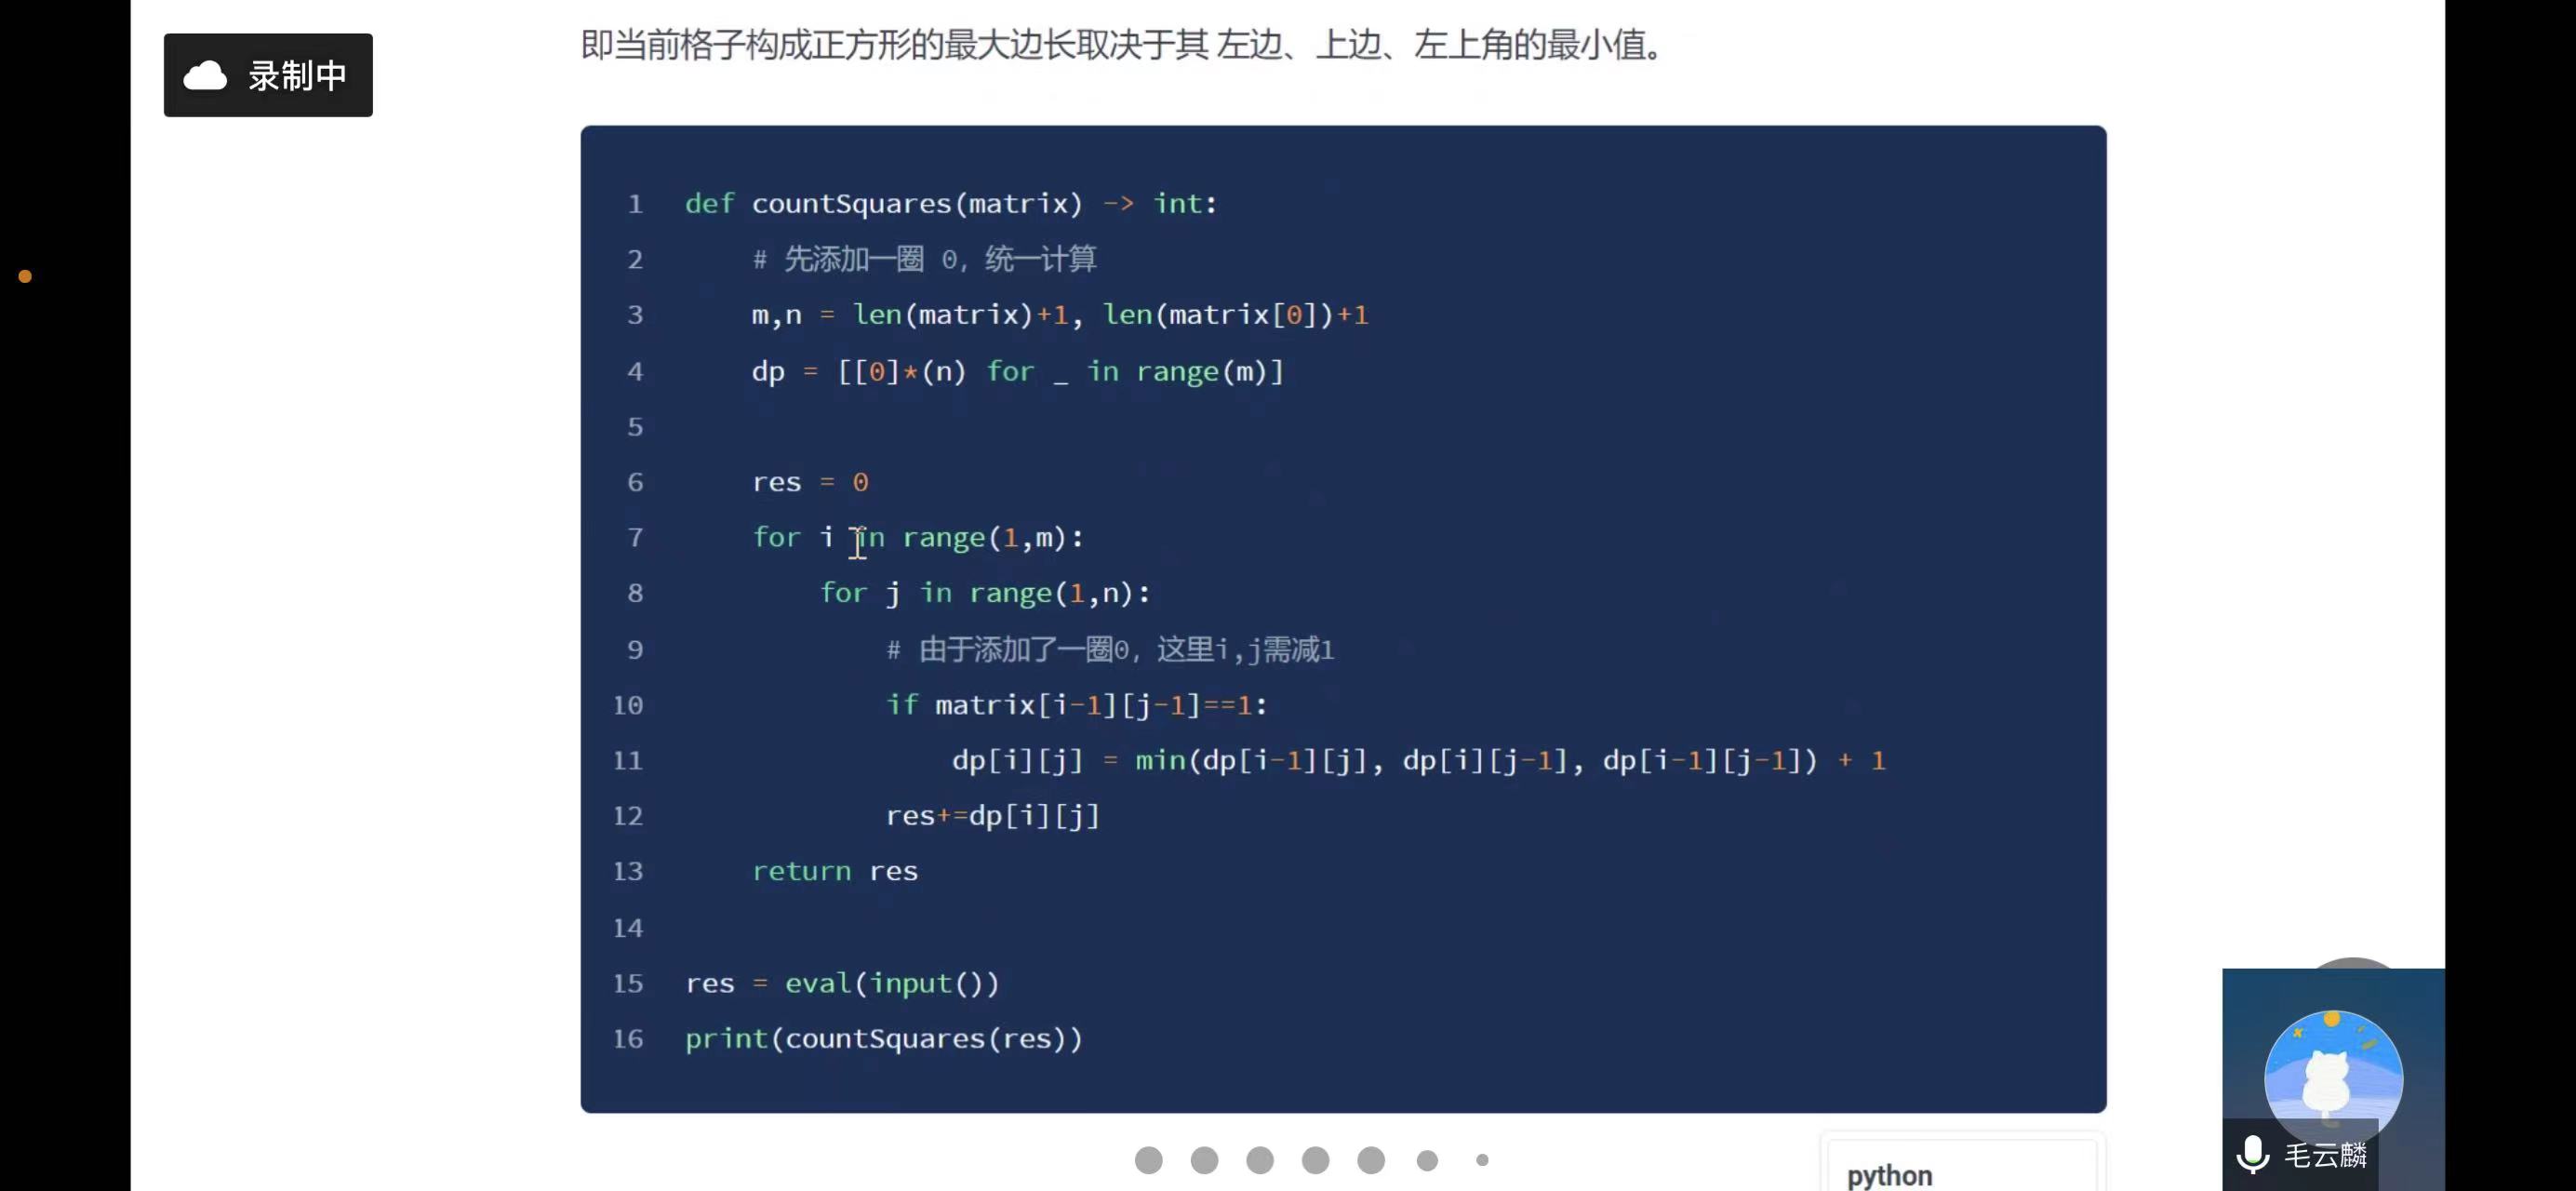 即当前格子构成正方形的最大边长取决于其 左边、上边、左上角的最小值。
录制中
1 def countSquares(matrix) -> int:
2     # 先添加一圈 0, 统一计算
3     m,n = len(matrix)+1, len(matrix[0])+1
4     dp = [[0]*(n) for _ in range(m)]
5
6     res = 0
7     for i in range(1,m):
8         for j in range(1,n):
9             # 由于添加了一圈0, 这里i,j需减1
10             if matrix[i-1][j-1]==1:
11                 dp[i][j] = min(dp[i-1][j], dp[i][j-1], dp[i-1][j-1]) + 1
12             res+=dp[i][j]
13     return res
14
15 res = eval(input())
16 print(countSquares(res))
python
毛云麟